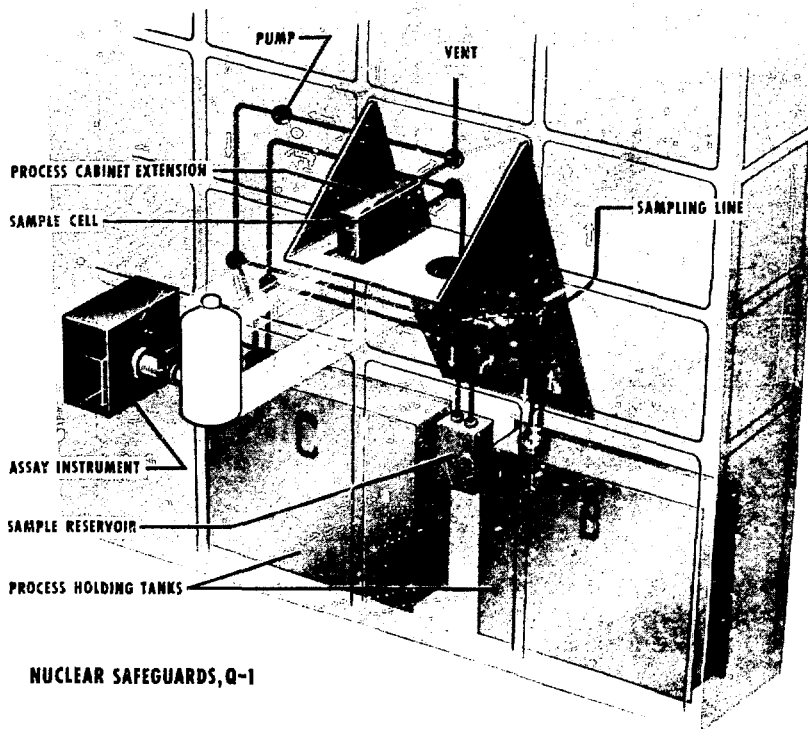 PUMP
VENT
PROCESS CABINET EXTENSION
SAMPLE CELL
SAMPLING LINE
C
ASSAY INSTRUMENT
SAMPLE RESERVOIR
B
PROCESS HOLDING TANKS
NUCLEAR SAFEGUARDS, Q-1